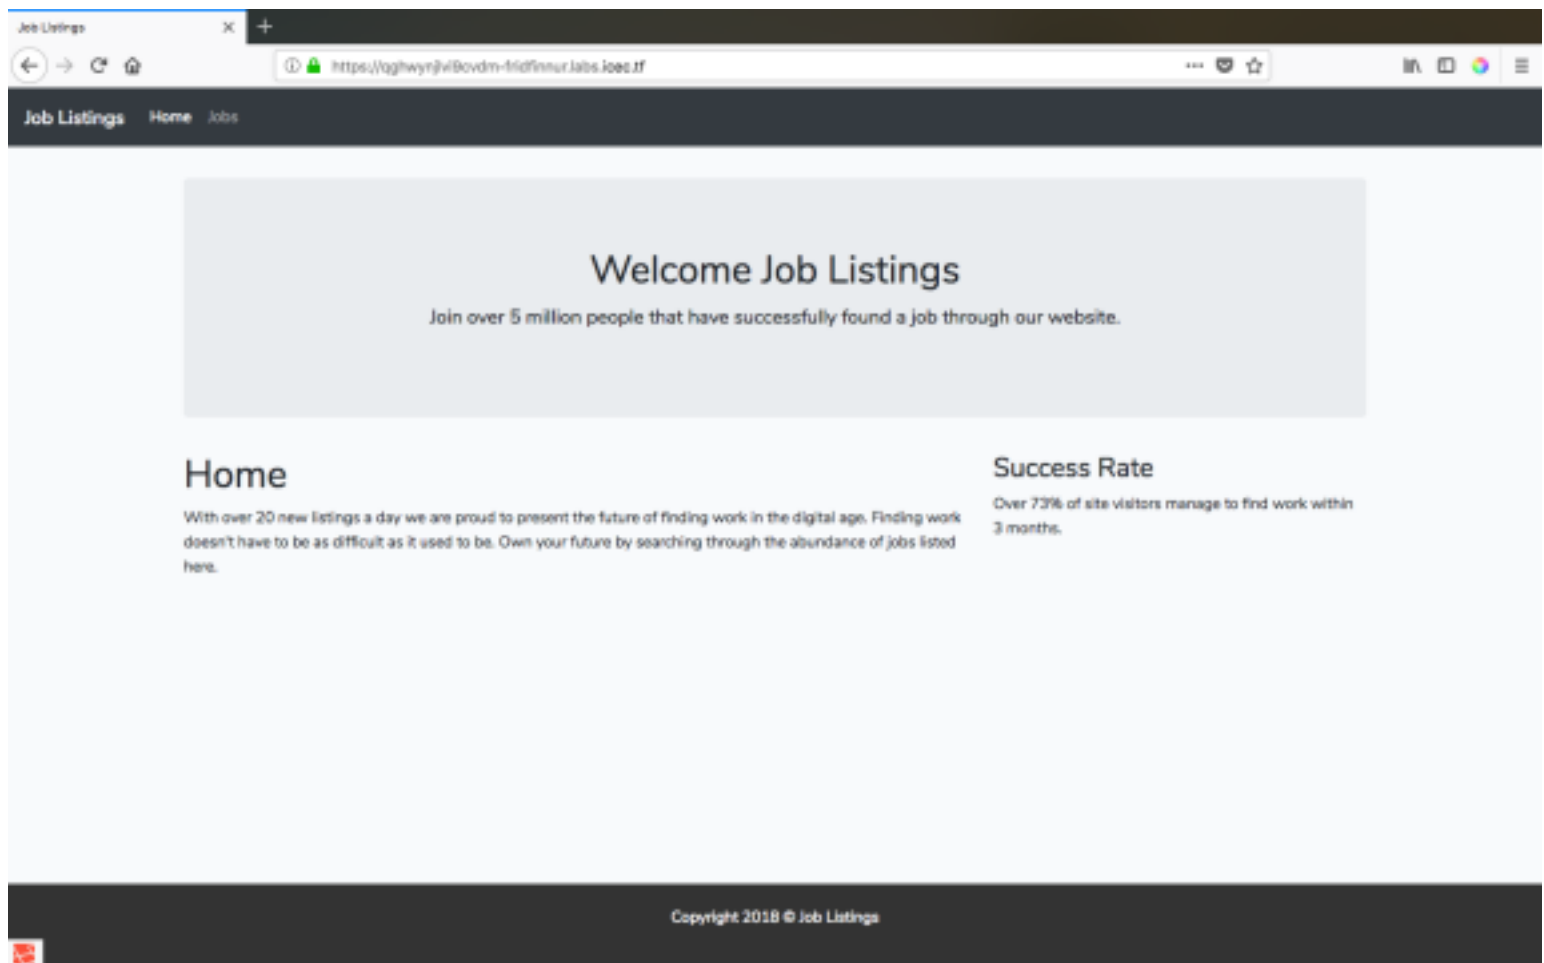 Job Listings
Job Listings Home Jobs
Welcome Job Listings
Join over 5 million people that have successfully found a job through our website.
Home
With over 20 new listings a day we are proud to present the future of finding work in the digital age. Finding work
doesn't have to be as difficult as it used to be. Own your future by searching through the abundance of jobs listed
here.
Success Rate
Over 73% of site visitors manage to find work within
3 months.
Copyright 2018 © Job Listings